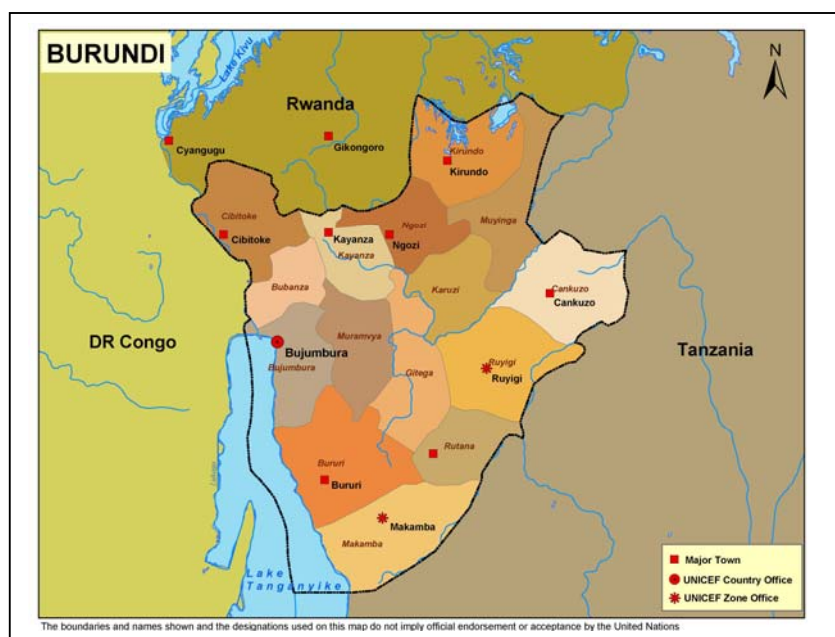 BURUNDI
Lake Kivu
N
Rwanda
Cyangugu
Gikongoro
Kirundo
Kirundo
Cibitoke
Cibitoke
Kayanza
Kayanza
Ngozi
Ngozi
Muyinga
Bubanza
Karuzi
Cankuzo
Cankuzo
DR Congo
Bujumbura
Bujumbura
Muramvya
Gitega
Ruyigi
Ruyigi
Tanzania
Rutana
Bururi
Bururi
Makamba
Makamba
Lake
Tanganyike
Major Town
UNICEF Country Office
UNICEF Zone Office
The boundaries and names shown and the designations used on this map do not imply official endorsement or acceptance by the United Nations